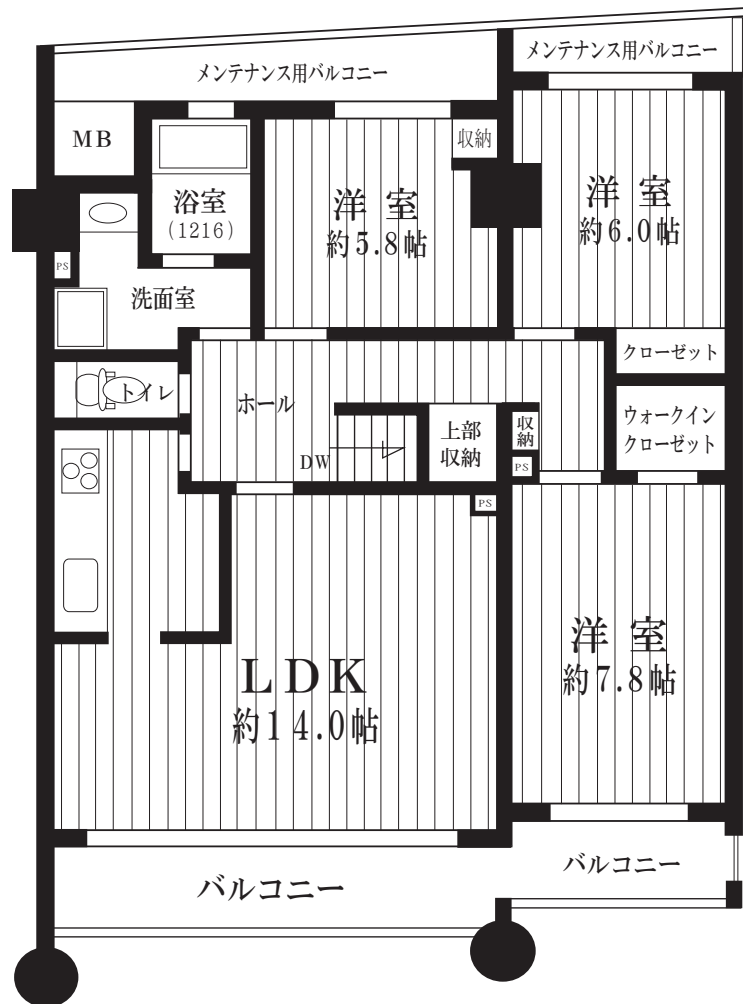 メンテナンス用バルコニー
メンテナンス用バルコニー
MB
収納
浴室
(1216)
洋室
約5.8帖
洋室
約6.0帖
PS
洗面室
クローゼット
トイレ
ホール
ウォークイン
クローゼット
上部
収納
収納
DW
PS
PS
洋室
約7.8帖
LDK
約14.0帖
バルコニー
バルコニー